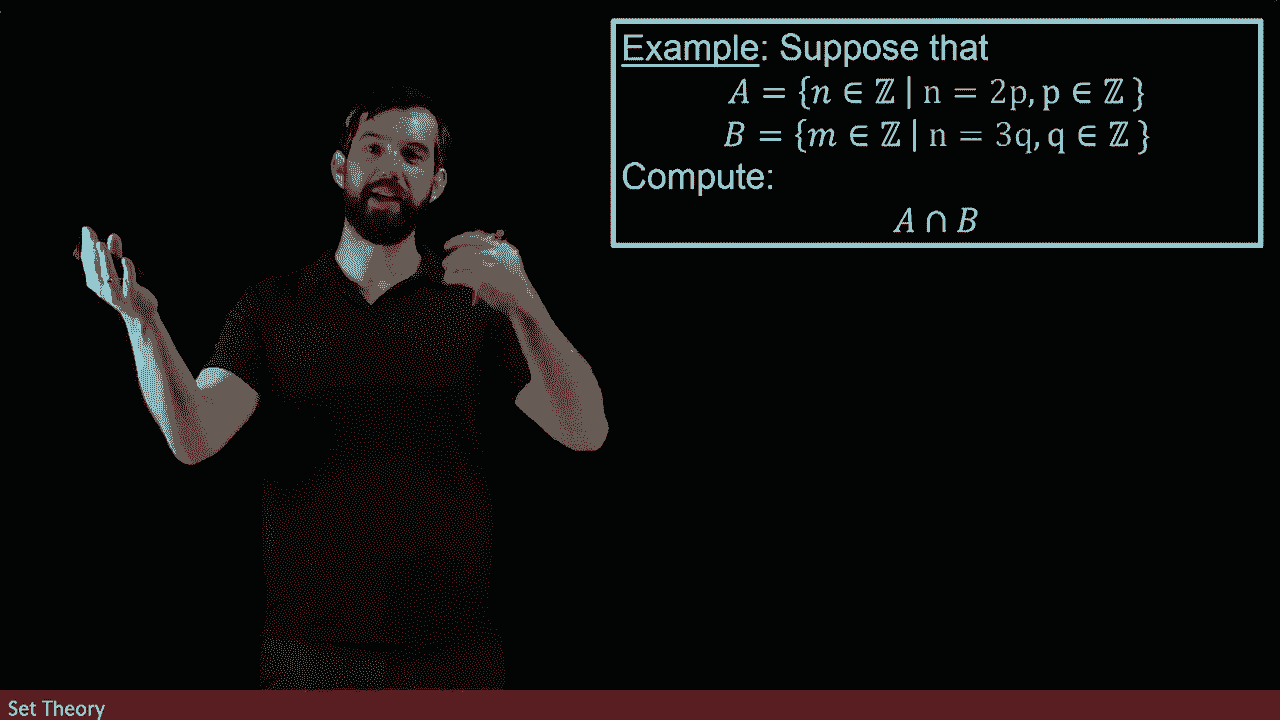 Example: Suppose that
A = {n ∈ ℤ | n = 2p, p ∈ ℤ }
B = {m ∈ ℤ | n = 3q, q ∈ ℤ }
Compute:
A ∩ B
Set Theory